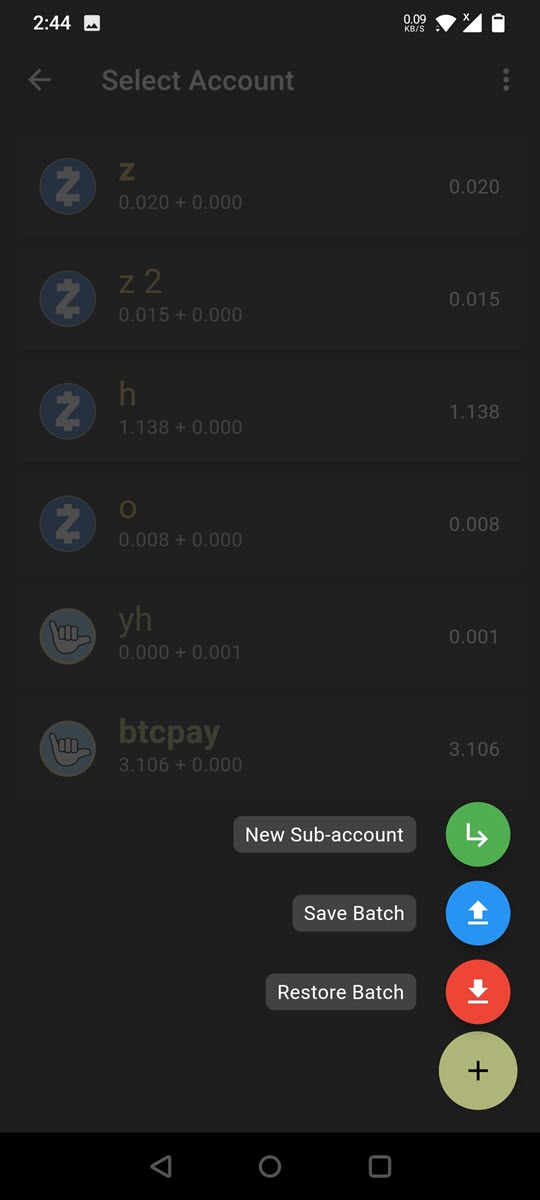 2:44
0.09
KB/S
X
Select Account
z
0.020 + 0.000
0.020
z 2
0.015 + 0.000
0.015
h
1.138 + 0.000
1.138
o
0.008 + 0.000
0.008
yh
0.000 + 0.001
0.001
btcpay
3.106 + 0.000
3.106
New Sub-account
Save Batch
Restore Batch